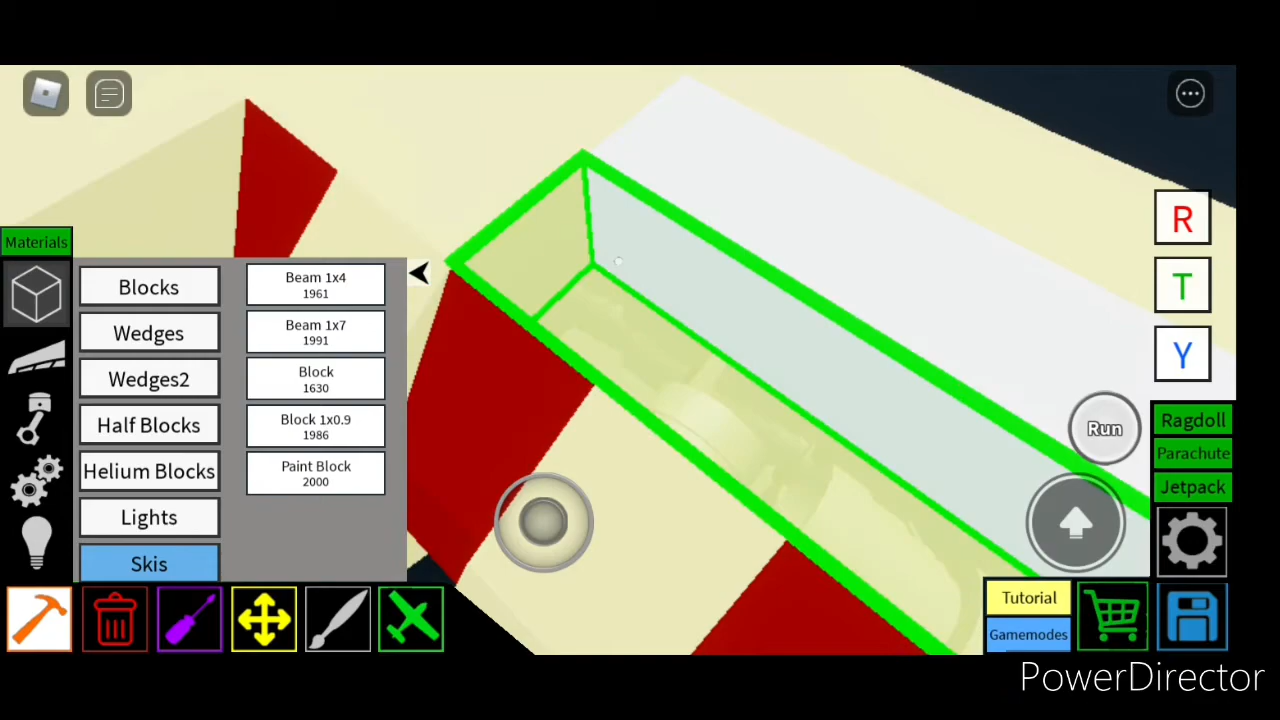 Materials
Blocks
Wedges
Wedges2
Half Blocks
Helium Blocks
Lights
Skis
Beam 1x4
1961
Beam 1x7
1991
Block
1630
Block 1x0.9
1986
Paint Block
2000
R
T
Y
Run
Ragdoll
Parachute
Jetpack
Tutorial
Gamemodes
PowerDirector